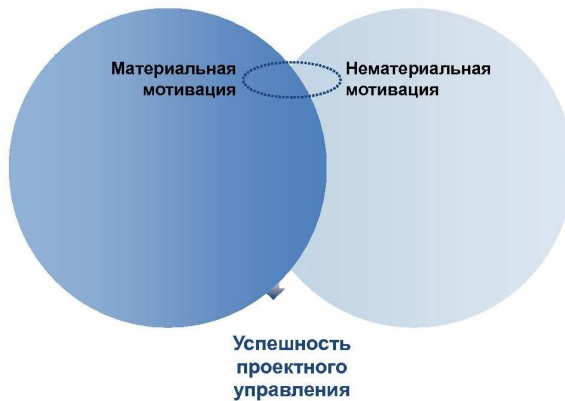 Материальная
мотивация
Нематериальная
мотивация
Успешность
проектного
управления